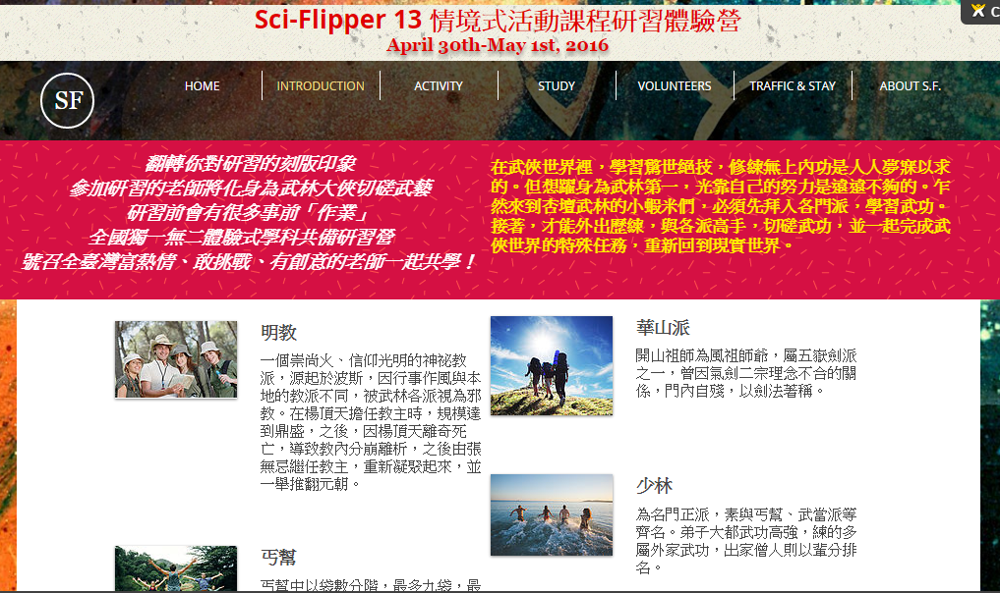 Sci-Flipper 13 情境式活動課程研習體驗營
April 30th-May 1st, 2016
C
SF
HOME
INTRODUCTION
ACTIVITY
STUDY
VOLUNTEERS
TRAFFIC & STAY
ABOUT S.F.
翻轉你對研習的刻版印象
參加研習的老師將化身為武林大俠切磋武藝
研習前會有很多事前「作業」
全國獨一無二體驗式學科共備研習營
號召全臺灣富熱情、敢挑戰、有創意的老師一起共學！
在武俠世界裡，學習驚世絕技，修練無上內功是人人夢寐以求
的。但想躍身為武林第一，光靠自己的努力是遠遠不夠的。乍
然來到杏壇武林的小蝦米們，必須先拜入各門派，學習武功。
接著，才能外出歷練，與各派高手，切磋武功，並一起完成武
俠世界的特殊任務，重新回到現實世界。
明教
一個崇尚火、信仰光明的神祕教
派，源起於波斯，因行事作風與本
地的教派不同，被武林各派視為邪
教。在楊頂天擔任教主時，規模達
到鼎盛，之後，因楊頂天離奇死
亡，導致教內分崩離析，之後由張
無忌繼任教主，重新凝聚起來，並
一舉推翻元朝。
華山派
開山祖師為風祖師爺，屬五嶽劍派
之一，曾因氣劍二宗理念不合的關
係，門內自殘，以劍法著稱。
少林
為名門正派，素與丐幫、武當派等
齊名。弟子大都武功高強，練的多
屬外家武功，出家僧人則以輩分排
名。
丐幫
丐幫中以袋數分階，最多九袋，最